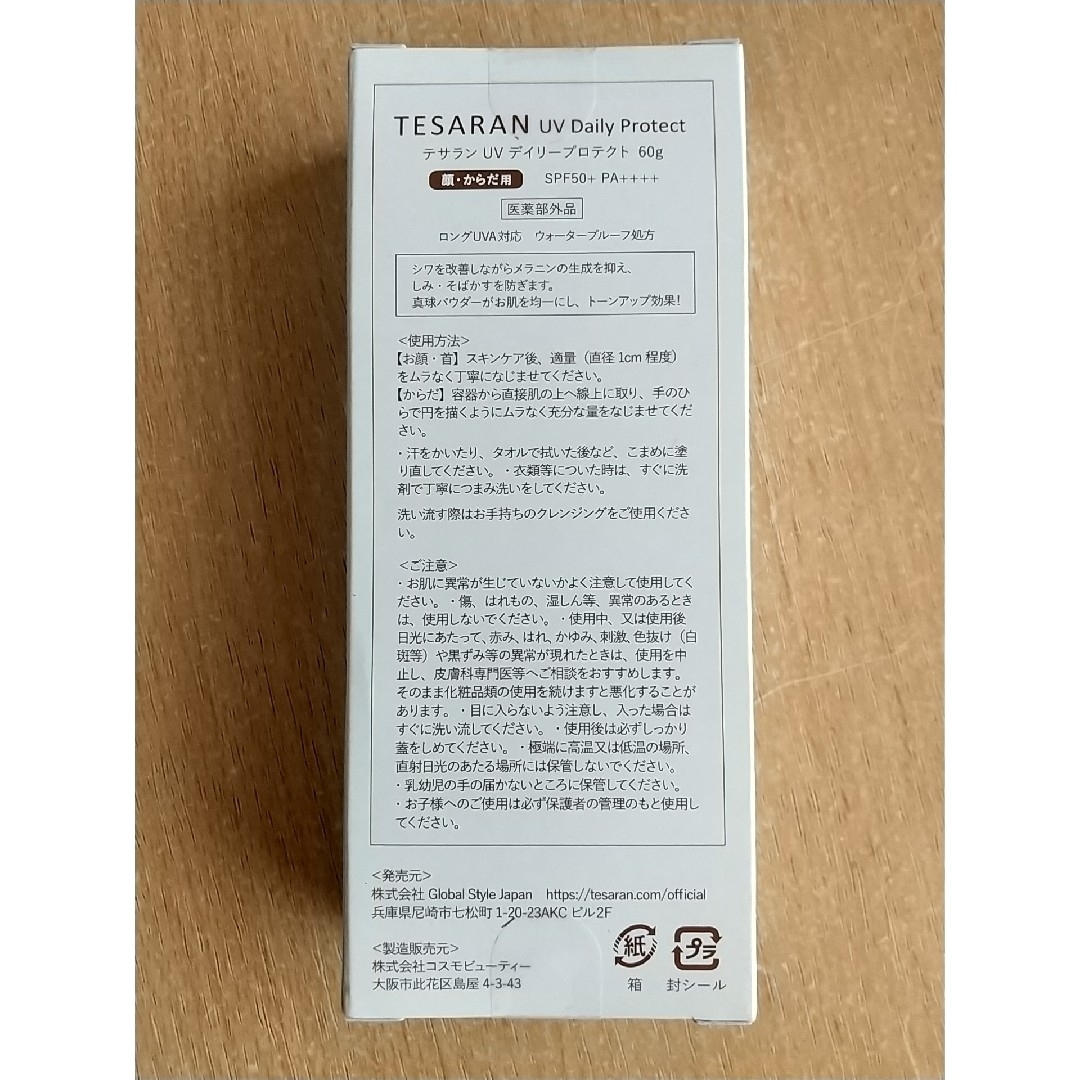 TESARAN UV Daily Protect
テサラン UV デイリープロテクト 60g
顔・からだ用 SPF50+ PA++++
医薬部外品
ロングUVA対応 ウォータープルーフ処方
シワを改善しながらメラニンの生成を抑え、
しみ・そばかすを防ぎます。
真球パウダーがお肌を均一にし、トーンアップ効果!
<使用方法>
【お顔・首】スキンケア後、適量（直径 1cm 程度）
をムラなく丁寧になじませてください。
【からだ】容器から直接肌の上へ線上に取り、手のひ
らで円を描くようにムラなく充分な量をなじませてくだ
さい。
・汗をかいたり、タオルで拭いた後など、こまめに塗
り直してください。・衣類等についた時は、すぐに洗
剤で丁寧につまみ洗いをしてください。
洗い流す際はお手持ちのクレンジングをご使用くださ
い。
<ご注意>
・お肌に異常が生じていないかよく注意して使用してく
ださい。・傷、はれもの、湿しん等、異常のあるとき
は、使用しないでください。・使用中、又は使用後
日光にあたって、赤み、はれ、かゆみ、刺激、色抜け（白
斑等）や黒ずみ等の異常が現れたときは、使用を中
止し、皮膚科専門医等へご相談をおすすめします。
そのまま化粧品類の使用を続けますと悪化することが
あります。・目に入らないよう注意し、入った場合は
すぐに洗い流してください。・使用後は必ずしっかり
蓋をしめてください。・極端に高温又は低温の場所、
直射日光のあたる場所には保管しないでください。
・乳幼児の手の届かないところに保管してください。
・お子様へのご使用は必ず保護者の管理のもと使用し
てください。
<発売元>
株式会社 Global Style Japan https://tesaran.com/official
兵庫県尼崎市七松町 1-20-23AKC ビル2F
<製造販売元>
株式会社コスモビューティー
大阪市此花区島屋 4-3-43
紙 プラ
箱 封シール